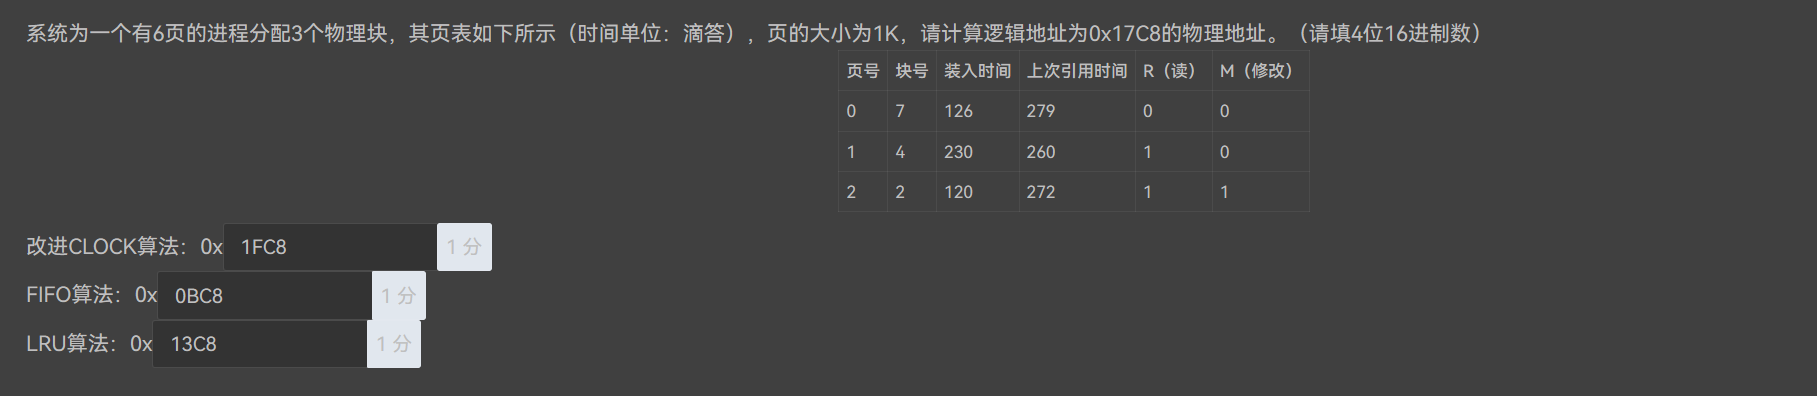 系统为一个有6页的进程分配3个物理块，其页表如下所示（时间单位：滴答），页的大小为1K，请计算逻辑地址为0x17C8的物理地址。（请填4位16进制数）
页号 块号 装入时间 上次引用时间 R（读） M（修改）
0 7 126 279 0 0
1 4 230 260 1 0
2 2 120 272 1 1
改进CLOCK算法：0x 1FC8 1 分
FIFO算法：0x 0BC8 1 分
LRU算法：0x 13C8 1 分